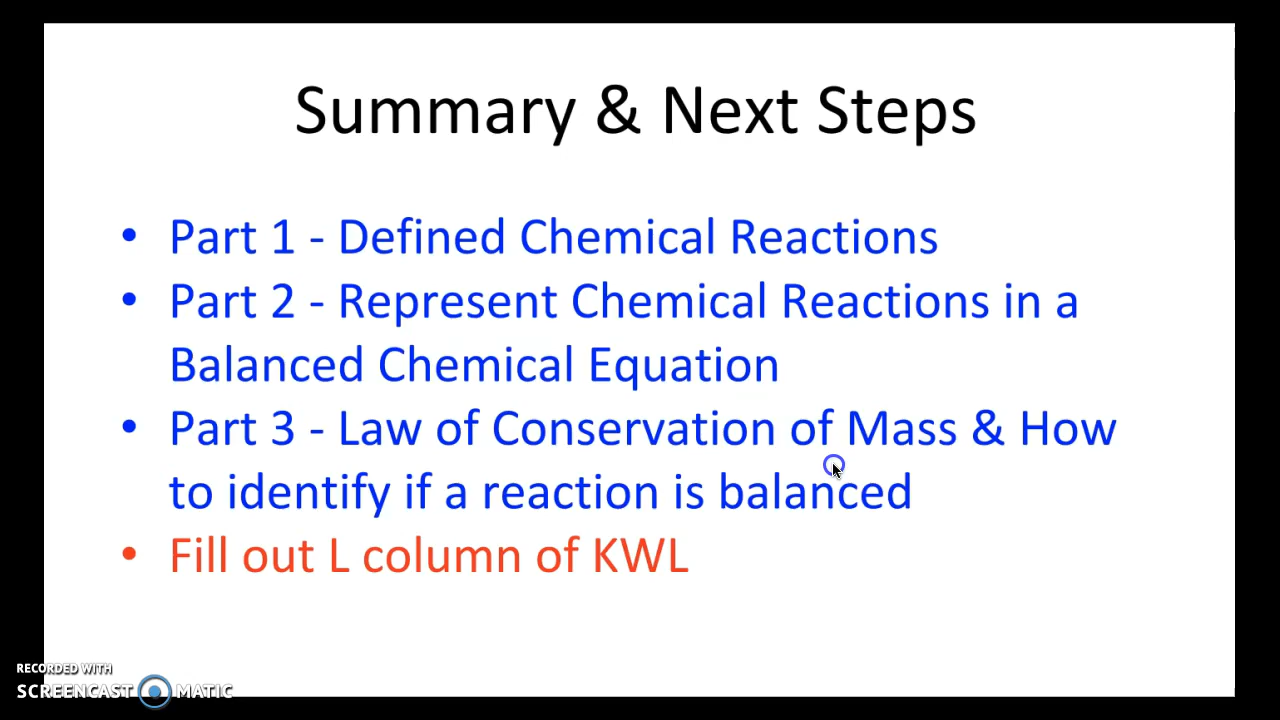 Summary & Next Steps
• Part 1 - Defined Chemical Reactions
• Part 2 - Represent Chemical Reactions in a
Balanced Chemical Equation
• Part 3 - Law of Conservation of Mass & How
to identify if a reaction is balanced
• Fill out L column of KWL
RECORDED WITH
SCREENCAST MATIC